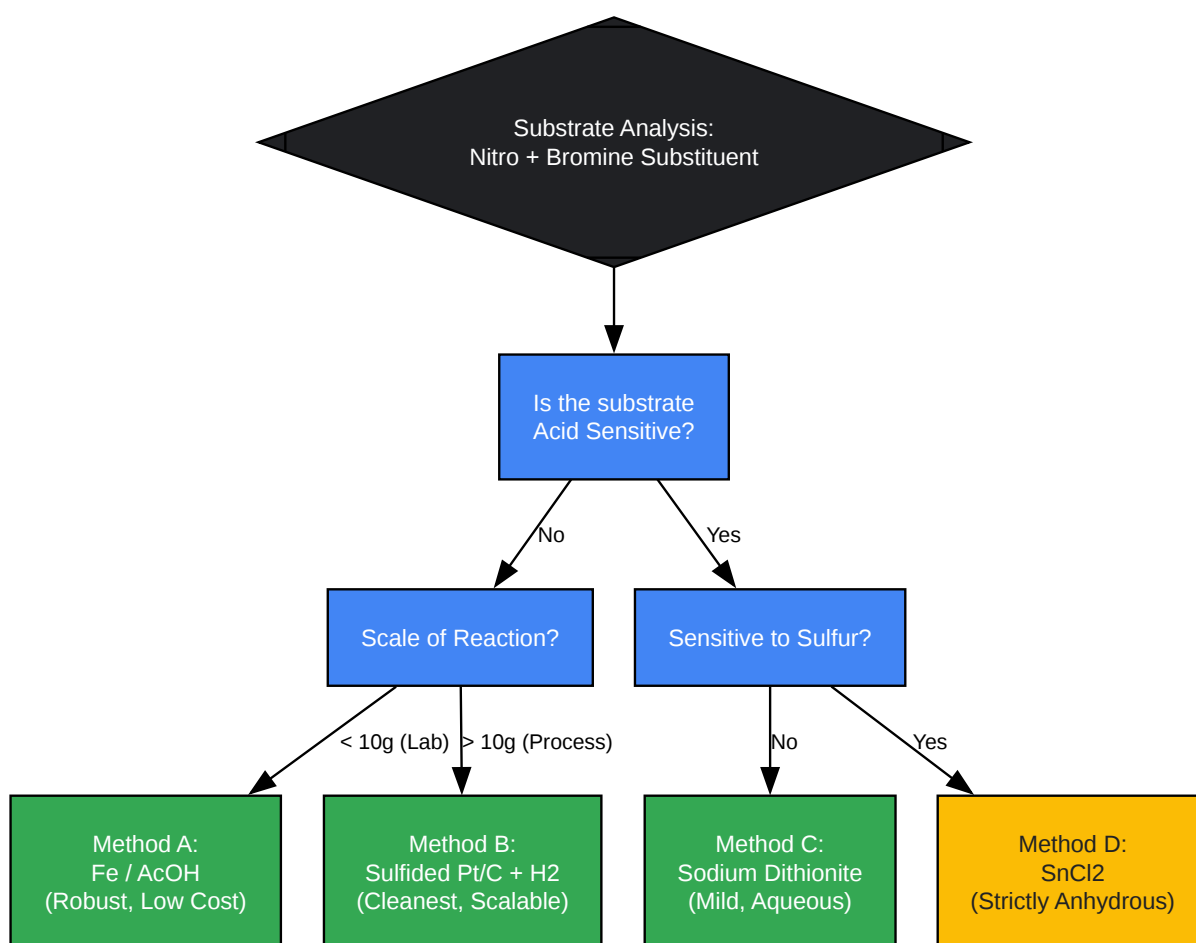 Substrate Analysis:
Nitro + Bromine Substituent
Is the substrate
Acid Sensitive?
No
Yes
Scale of Reaction?
Sensitive to Sulfur?
< 10g (Lab)
> 10g (Process)
No
Yes
Method A:
Fe / AcOH
(Robust, Low Cost)
Method B:
Sulfided Pt/C + H2
(Cleanest, Scalable)
Method C:
Sodium Dithionite
(Mild, Aqueous)
Method D:
SnCl2
(Strictly Anhydrous)